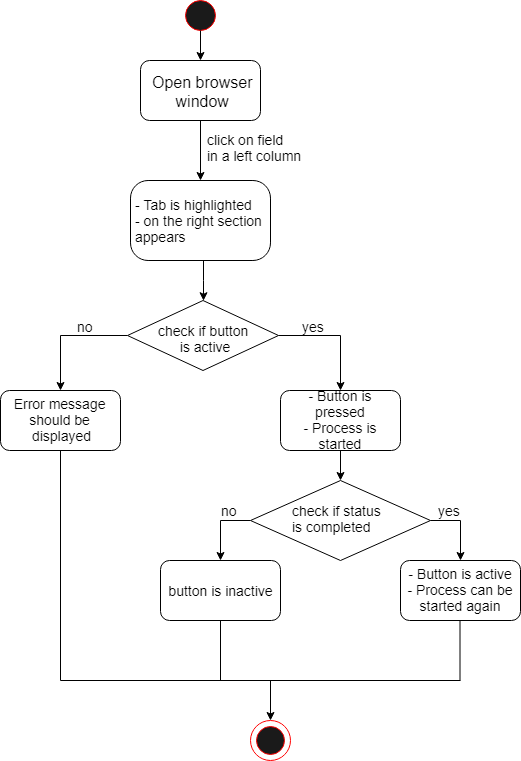 Open browser
window
click on field
in a left column
- Tab is highlighted
- on the right section
appears
no
check if button
is active
yes
Error message
should be
displayed
- Button is
pressed
- Process is
started
no
check if status
is completed
yes
button is inactive
- Button is active
- Process can be
started again